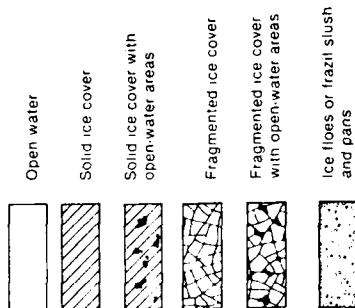 Open water
Solid ice cover
Solid ice cover with
open-water areas
Fragmented ice cover
Fragmented ice cover
with open-water areas
Ice floes or frazil slush
and pans